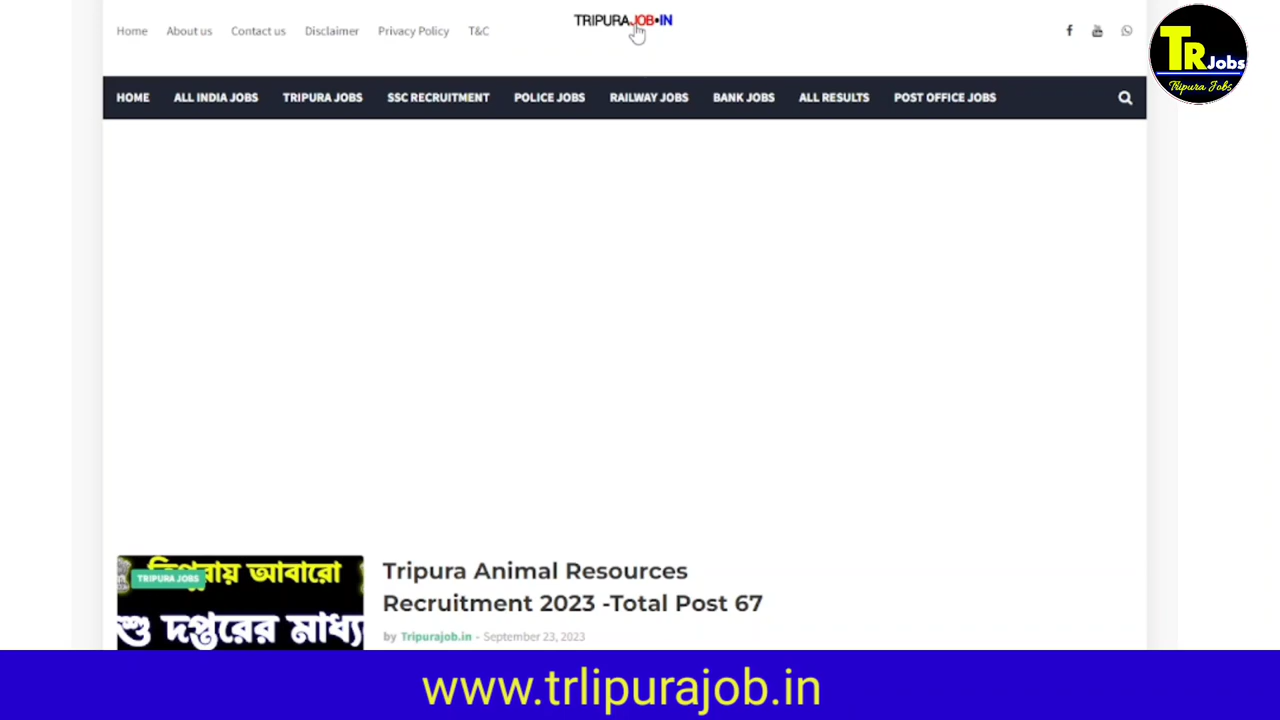 Home About us Contact us Disclaimer Privacy Policy T&C
TRIPURAJOB•IN
TRJobs
Tripura Jobs
HOME ALL INDIA JOBS TRIPURA JOBS SSC RECRUITMENT POLICE JOBS RAILWAY JOBS BANK JOBS ALL RESULTS POST OFFICE JOBS
TRIPURA JOBS
আবারো
দপ্তরের মাধ্য
Tripura Animal Resources
Recruitment 2023 -Total Post 67
by Tripurajob.in - September 23, 2023
www.trlipurajob.in